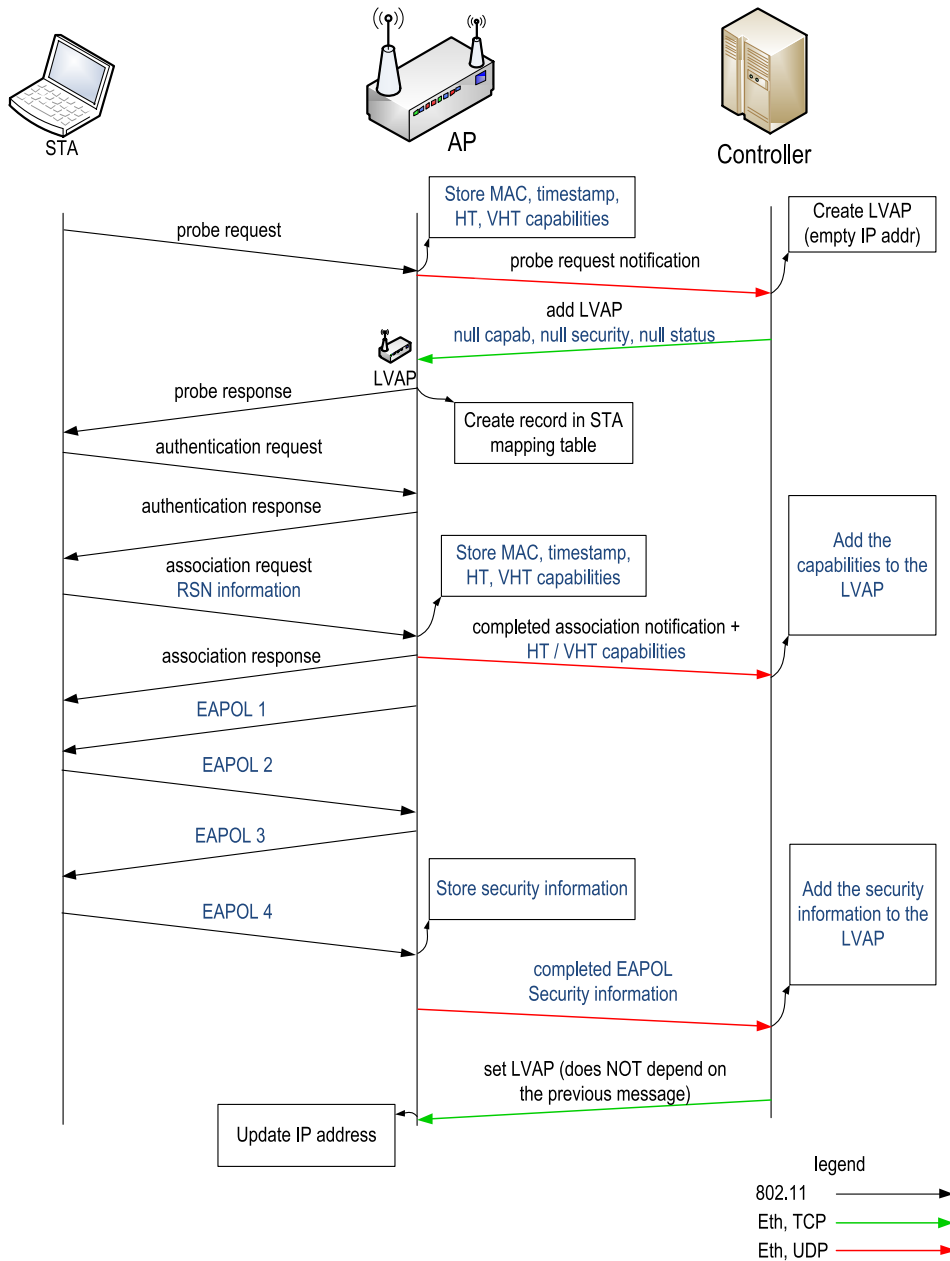 STA
AP
Controller
Store MAC, timestamp,
HT, VHT capabilities
Create LVAP
(empty IP addr)
probe request
probe request notification
add LVAP
null capab, null security, null status
LVAP
probe response
Create record in STA
mapping table
authentication request
authentication response
Add the
capabilities to the
LVAP
association request
RSN information
Store MAC, timestamp,
HT, VHT capabilities
completed association notification +
HT / VHT capabilities
association response
EAPOL 1
EAPOL 2
EAPOL 3
Store security information
Add the security
information to the
LVAP
EAPOL 4
completed EAPOL
Security information
set LVAP (does NOT depend on
the previous message)
Update IP address
legend
802.11
Eth, TCP
Eth, UDP